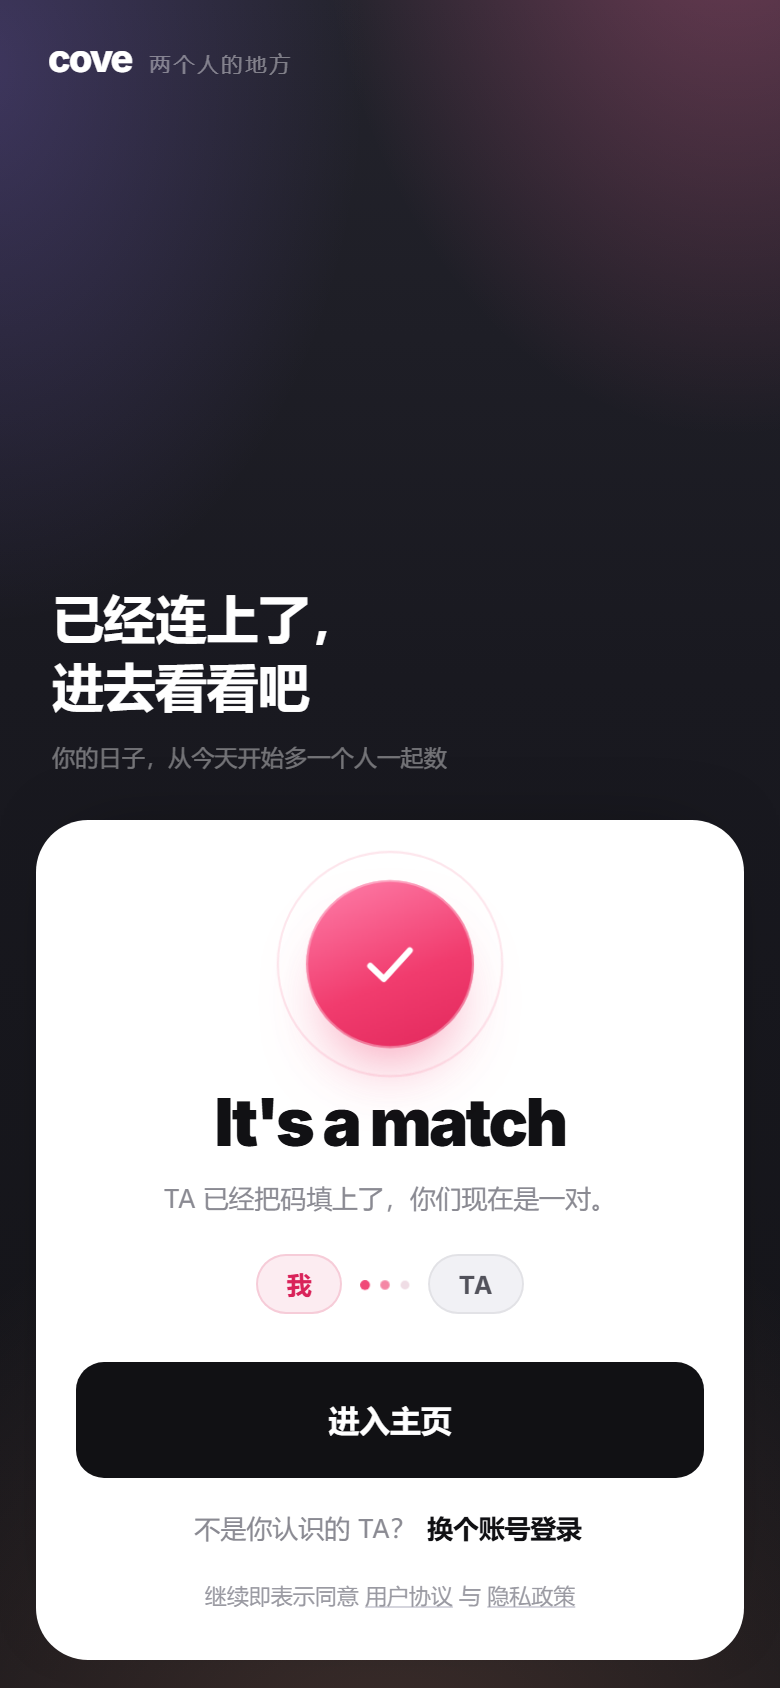 cove 两个人的地方
已经连上了，
进去看看吧
你的日子，从今天开始多一个人一起数
It's a match
TA 已经把码填上了，你们现在是一对。
我 TA
进入主页
不是你认识的 TA？ 换个账号登录
继续即表示同意 用户协议 与 隐私政策